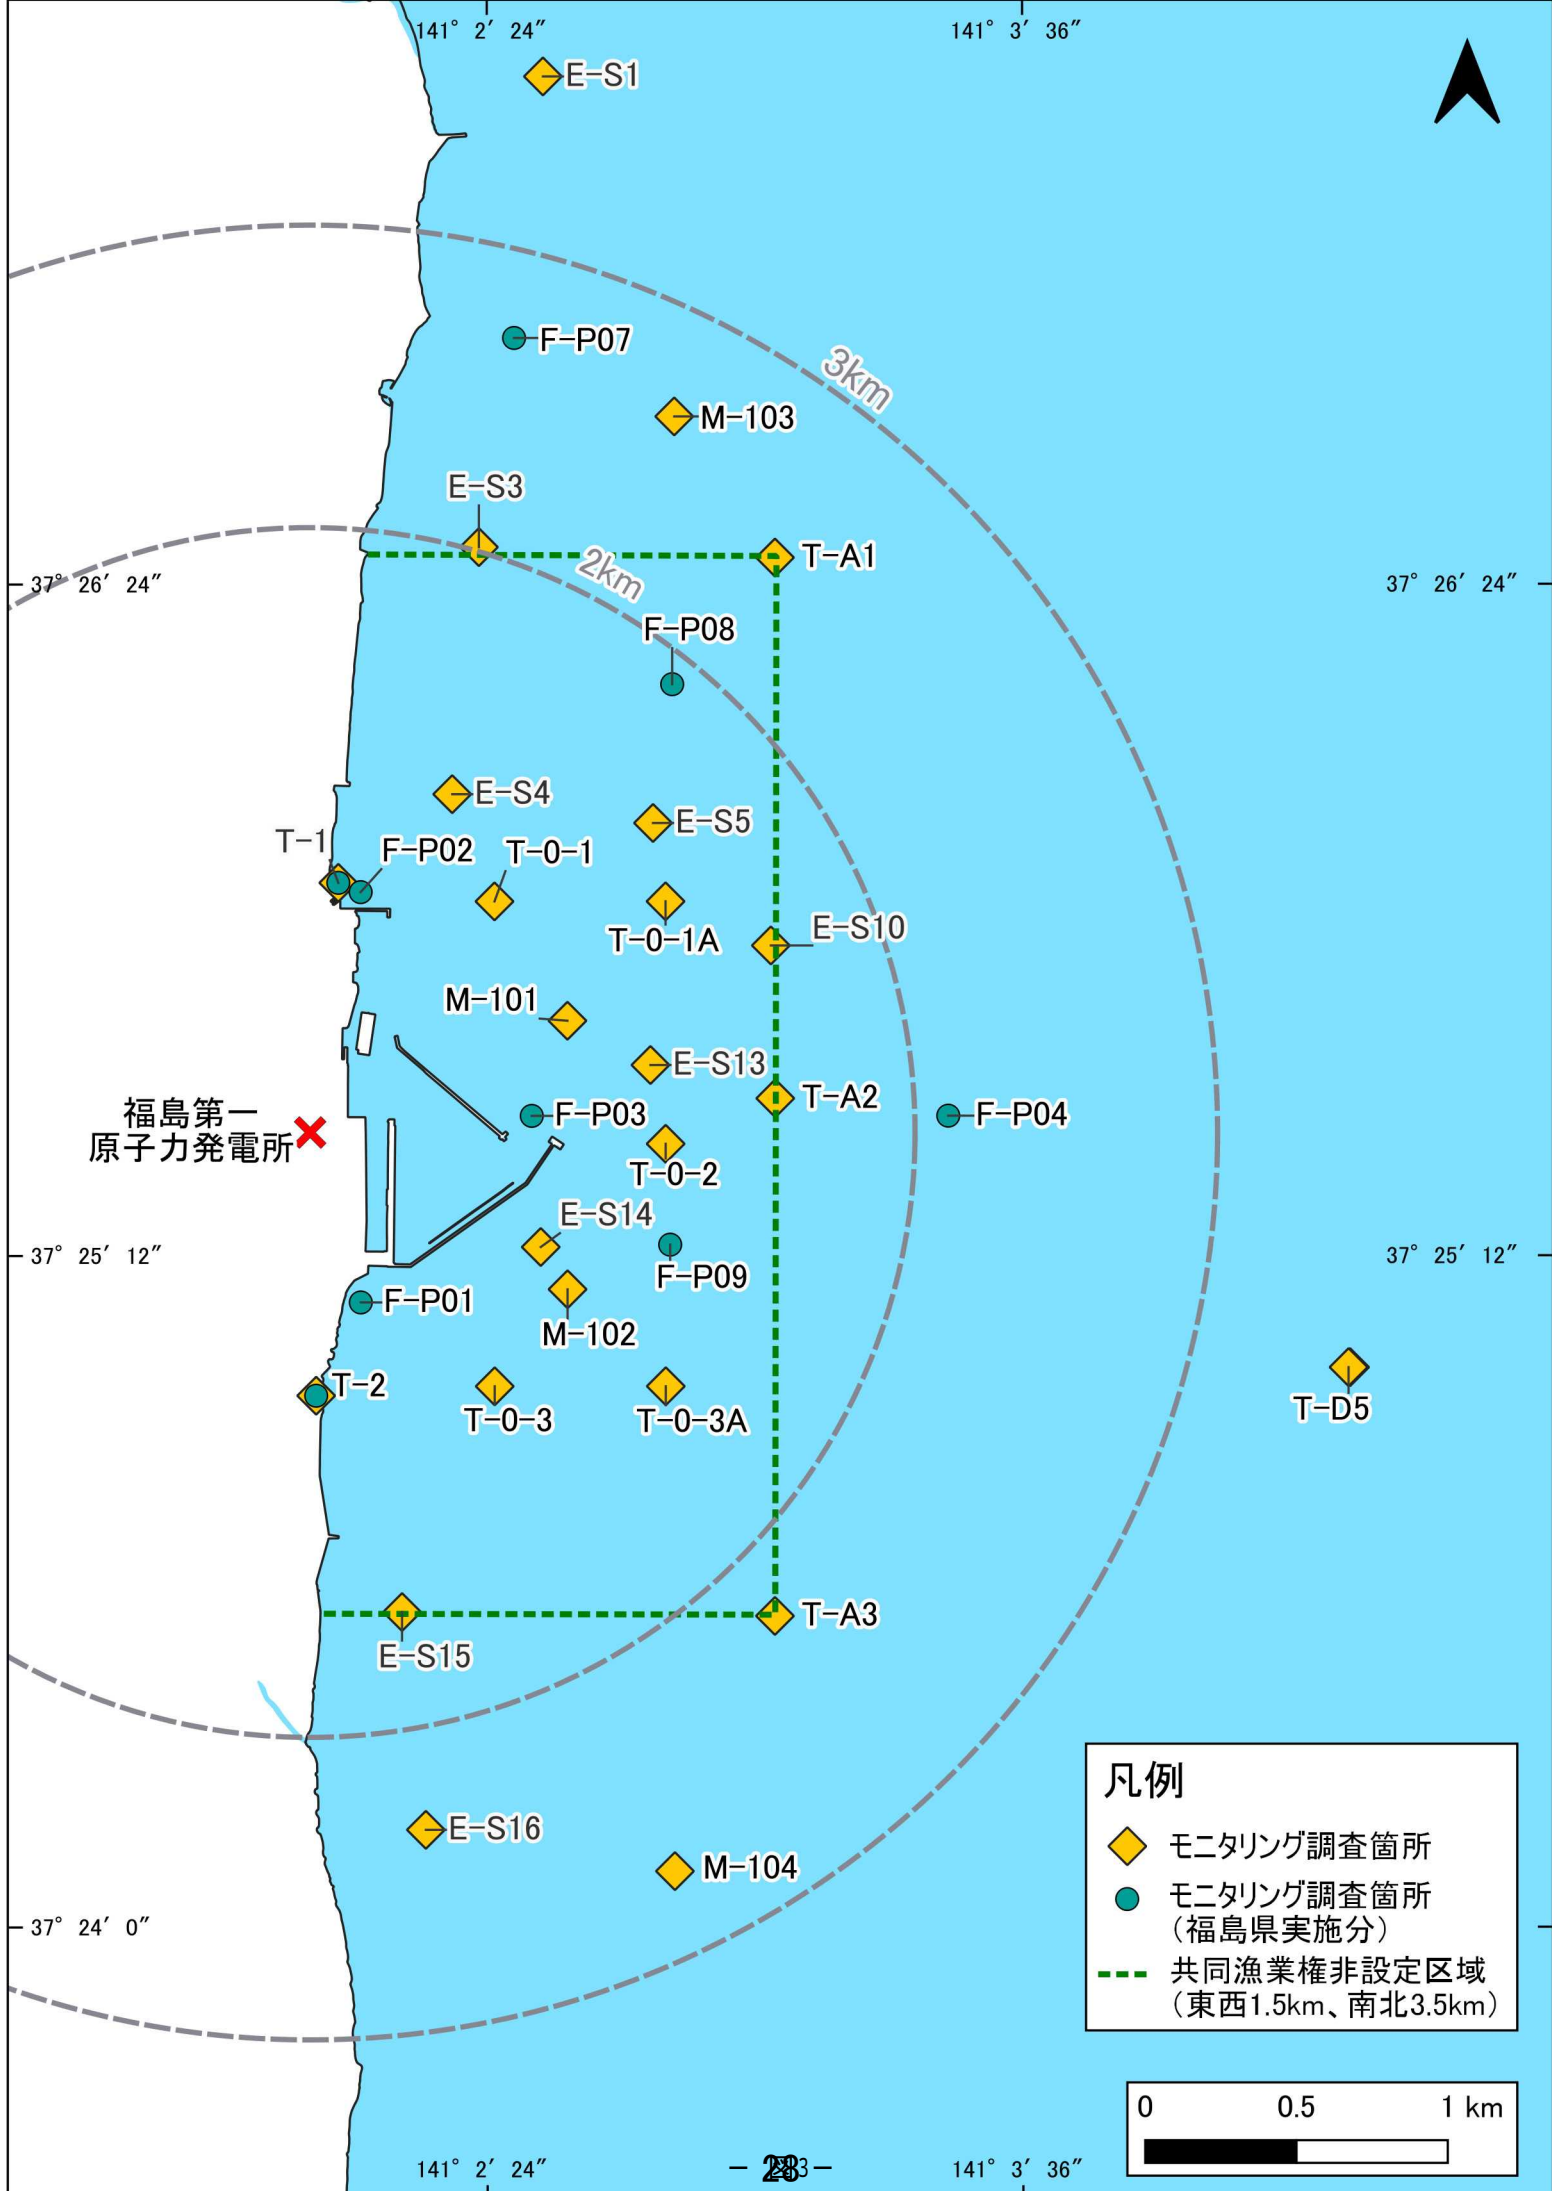 141° 2′ 24″
141° 3′ 36″
E-S1
F-P07
3km
M-103
E-S3
2km
T-A1
37° 26′ 24″
37° 26′ 24″
F-P08
E-S4
E-S5
T-1
F-P02
T-0-1
T-0-1A
E-S10
M-101
E-S13
T-A2
福島第一
原子力発電所
F-P03
F-P04
T-0-2
E-S14
37° 25′ 12″
37° 25′ 12″
F-P09
F-P01
M-102
T-2
T-0-3
T-0-3A
T-D5
T-A3
E-S15
E-S16
M-104
37° 24′ 0″
凡例
モニタリング調査箇所
モニタリング調査箇所
（福島県実施分）
共同漁業権非設定区域
（東西1.5km、南北3.5km）
0 0.5 1 km
141° 2′ 24″
141° 3′ 36″